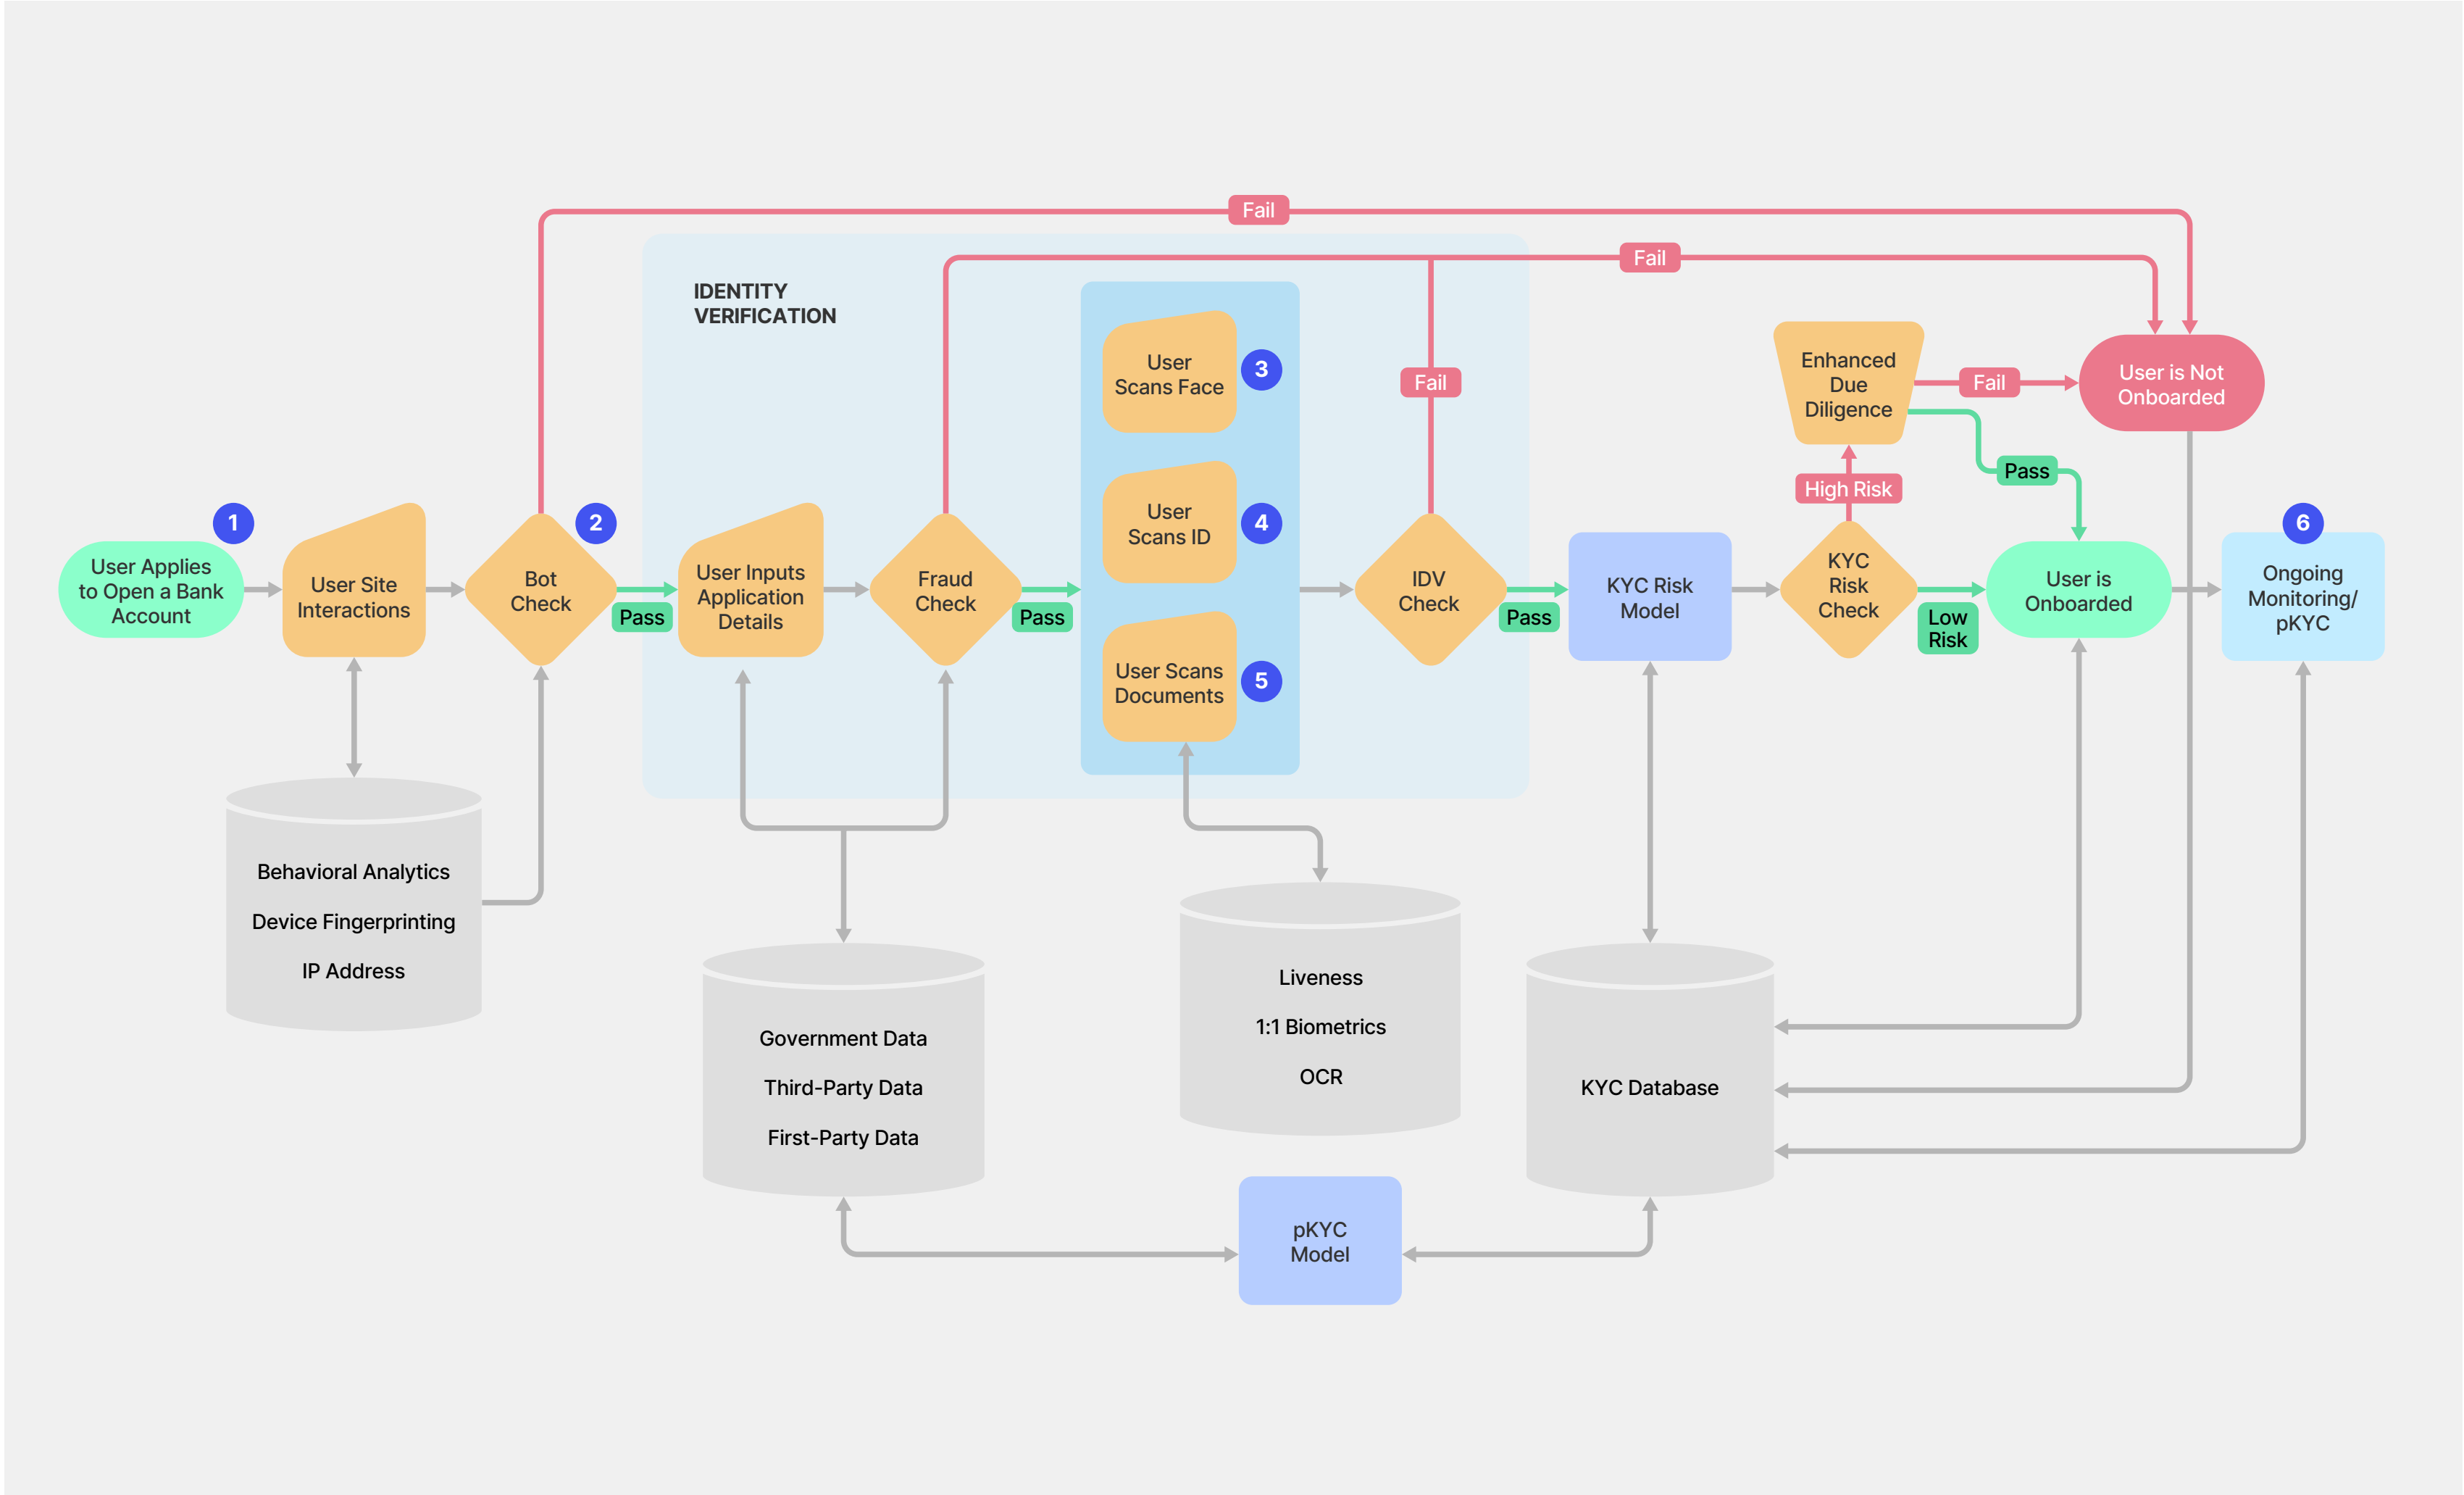 Fail
Fail
IDENTITY
VERIFICATION
User
Scans Face
3
Fail
Enhanced
Due
Diligence
Fail
User is Not
Onboarded
Pass
High Risk
1
User Applies
to Open a Bank
Account
User Site
Interactions
2
Bot
Check
Pass
User Inputs
Application
Details
Fraud
Check
Pass
User
Scans ID
4
User Scans
Documents
5
IDV
Check
Pass
KYC Risk
Model
KYC
Risk
Check
Low
Risk
User is
Onboarded
6
Ongoing
Monitoring/
pKYC
Behavioral Analytics
Device Fingerprinting
IP Address
Government Data
Third-Party Data
First-Party Data
Liveness
1:1 Biometrics
OCR
KYC Database
pKYC
Model